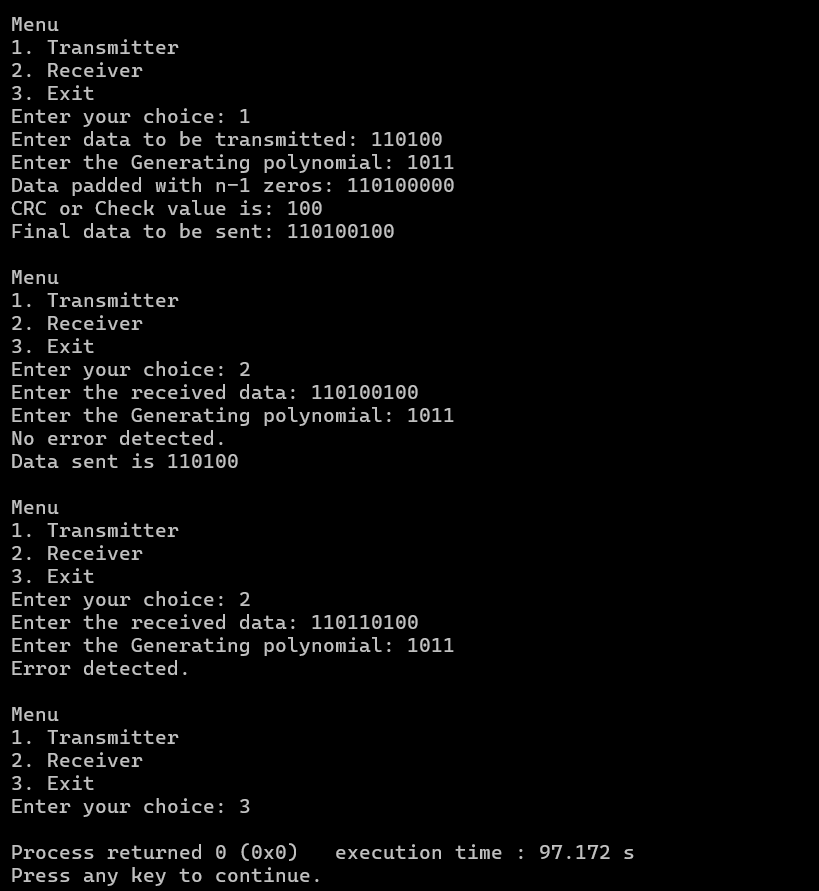 Menu
1. Transmitter
2. Receiver
3. Exit
Enter your choice: 1
Enter data to be transmitted: 110100
Enter the Generating polynomial: 1011
Data padded with n-1 zeros: 110100000
CRC or Check value is: 100
Final data to be sent: 110100100

Menu
1. Transmitter
2. Receiver
3. Exit
Enter your choice: 2
Enter the received data: 110100100
Enter the Generating polynomial: 1011
No error detected.
Data sent is 110100

Menu
1. Transmitter
2. Receiver
3. Exit
Enter your choice: 2
Enter the received data: 110110100
Enter the Generating polynomial: 1011
Error detected.

Menu
1. Transmitter
2. Receiver
3. Exit
Enter your choice: 3

Process returned 0 (0x0)   execution time : 97.172 s
Press any key to continue.